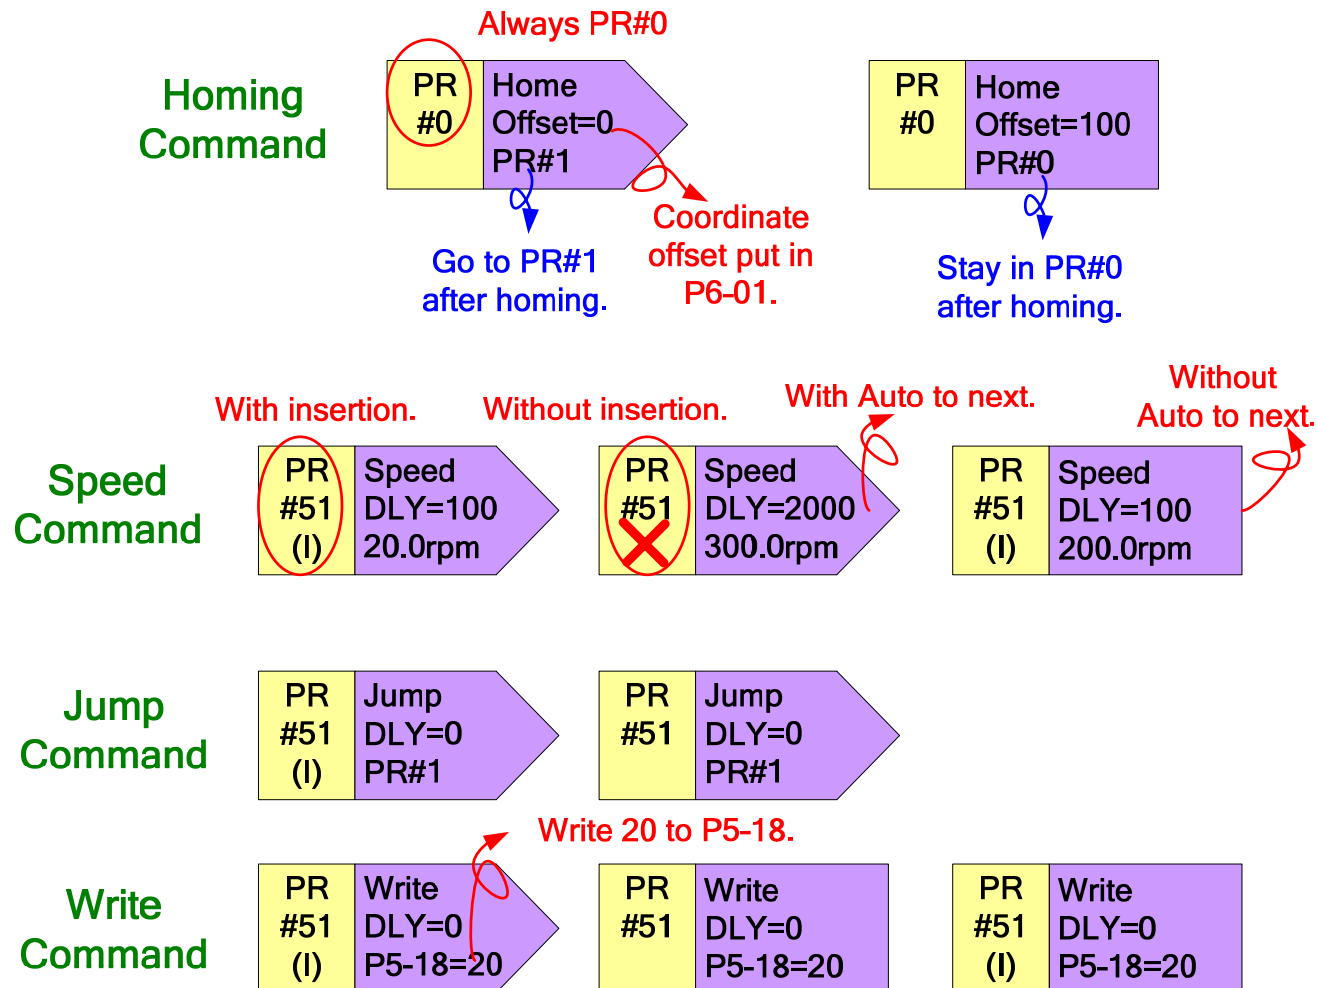 Always PR#0
Homing
Command
PR
#0
Home
Offset=0
PR#1
PR
#0
Home
Offset=100
PR#0
Coordinate
offset put in
P6-01.
Go to PR#1
after homing.
Stay in PR#0
after homing.
With insertion.
Without insertion.
With Auto to next.
Without
Auto to next.
Speed
Command
PR
#51
(I)
Speed
DLY=100
20.0rpm
PR
#51
Speed
DLY=2000
300.0rpm
PR
#51
(I)
Speed
DLY=100
200.0rpm
Jump
Command
PR
#51
(I)
Jump
DLY=0
PR#1
PR
#51
Jump
DLY=0
PR#1
Write 20 to P5-18.
Write
Command
PR
#51
(I)
Write
DLY=0
P5-18=20
PR
#51
Write
DLY=0
P5-18=20
PR
#51
(I)
Write
DLY=0
P5-18=20